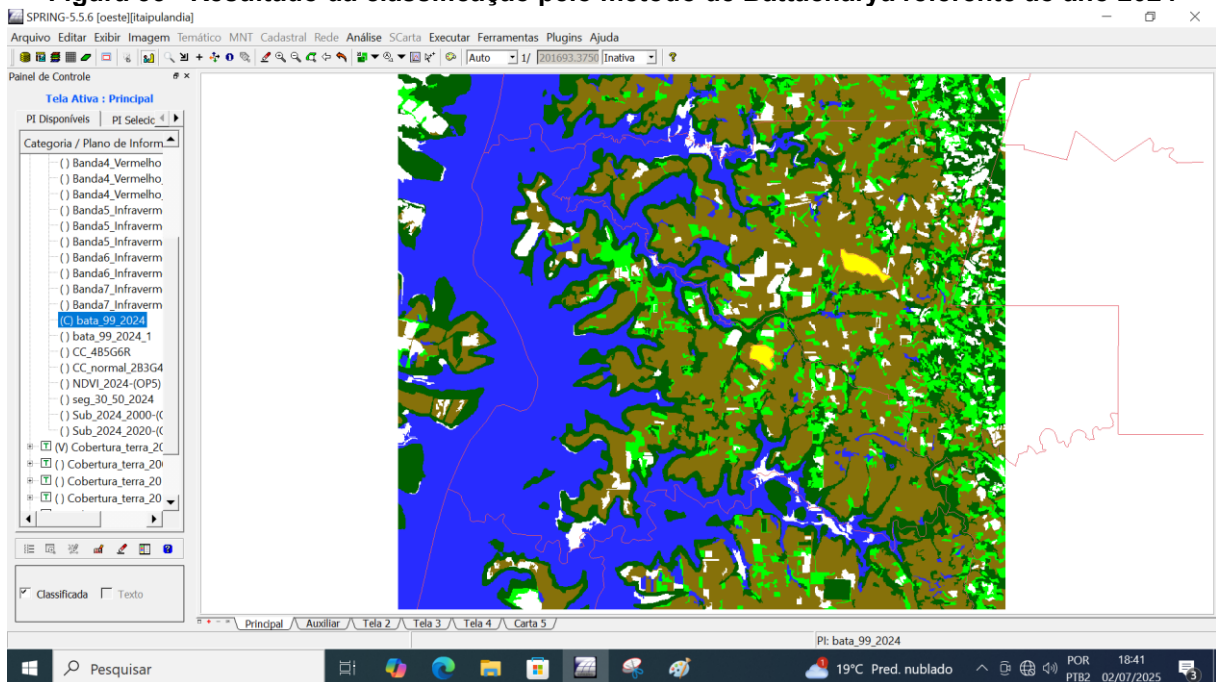 SPRING-5.5.6 [oeste][itaipulandia]
Arquivo Editar Exibir Imagem Temático MNT Cadastral Rede Análise SCarta Executar Ferramentas Plugins Ajuda
Auto 1/ 201693.3750 Inativa
Painel de Controle
Tela Ativa : Principal
PI Disponíveis PI Selecic
Categoria / Plano de Inform
() Banda4_Vermelho
() Banda4_Vermelho_
() Banda4_Vermelho_
() Banda5_Infraverm
() Banda5_Infraverm
() Banda5_Infraverm
() Banda6_Infraverm
() Banda6_Infraverm
() Banda7_Infraverm
() Banda7_Infraverm
(C) bata_99_2024
() bata_99_2024_1
() CC_4B5G6R
() CC_normal_2B3G4
() NDVI_2024-(OP5)
() seg_30_50_2024
() Sub_2024_2000-(
() Sub_2024_2020-(
(V) Cobertura_terra_20
() Cobertura_terra_20
() Cobertura_terra_20
() Cobertura_terra_20
Classificada Texto
Principal Auxiliar Tela 2 Tela 3 Tela 4 Carta 5
PI: bata_99_2024
Pesquisar
19°C Pred. nublado
POR
PTB2
18:41
02/07/2025
3